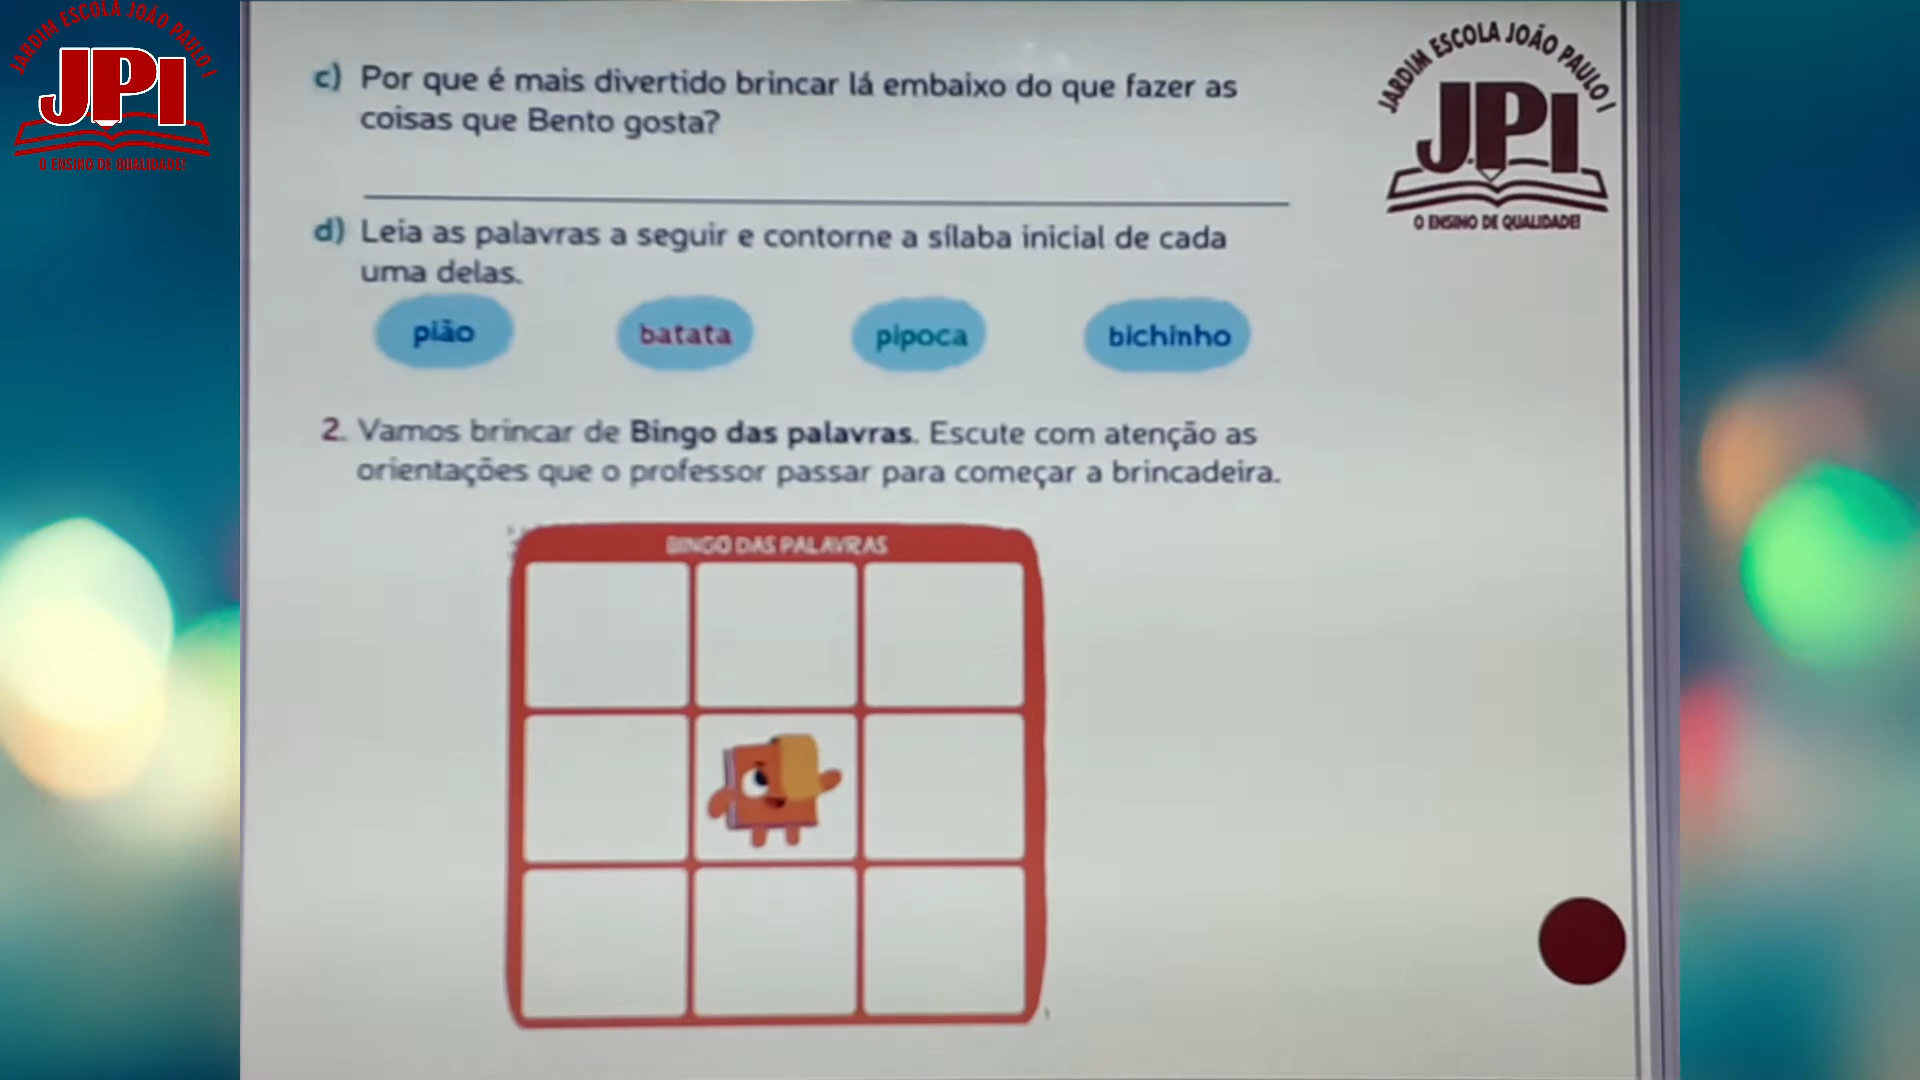 JARDIM ESCOLA JOÃO PAULO I
JPI
O ENSINO DE QUALIDADE!
JARDIM ESCOLA JOÃO PAULO I
JPI
O ENSINO DE QUALIDADE!
c) Por que é mais divertido brincar lá embaixo do que fazer as
coisas que Bento gosta?
d) Leia as palavras a seguir e contorne a sílaba inicial de cada
uma delas.
pião batata pipoca bichinho
2. Vamos brincar de Bingo das palavras. Escute com atenção as
orientações que o professor passar para começar a brincadeira.
BINGO DAS PALAVRAS